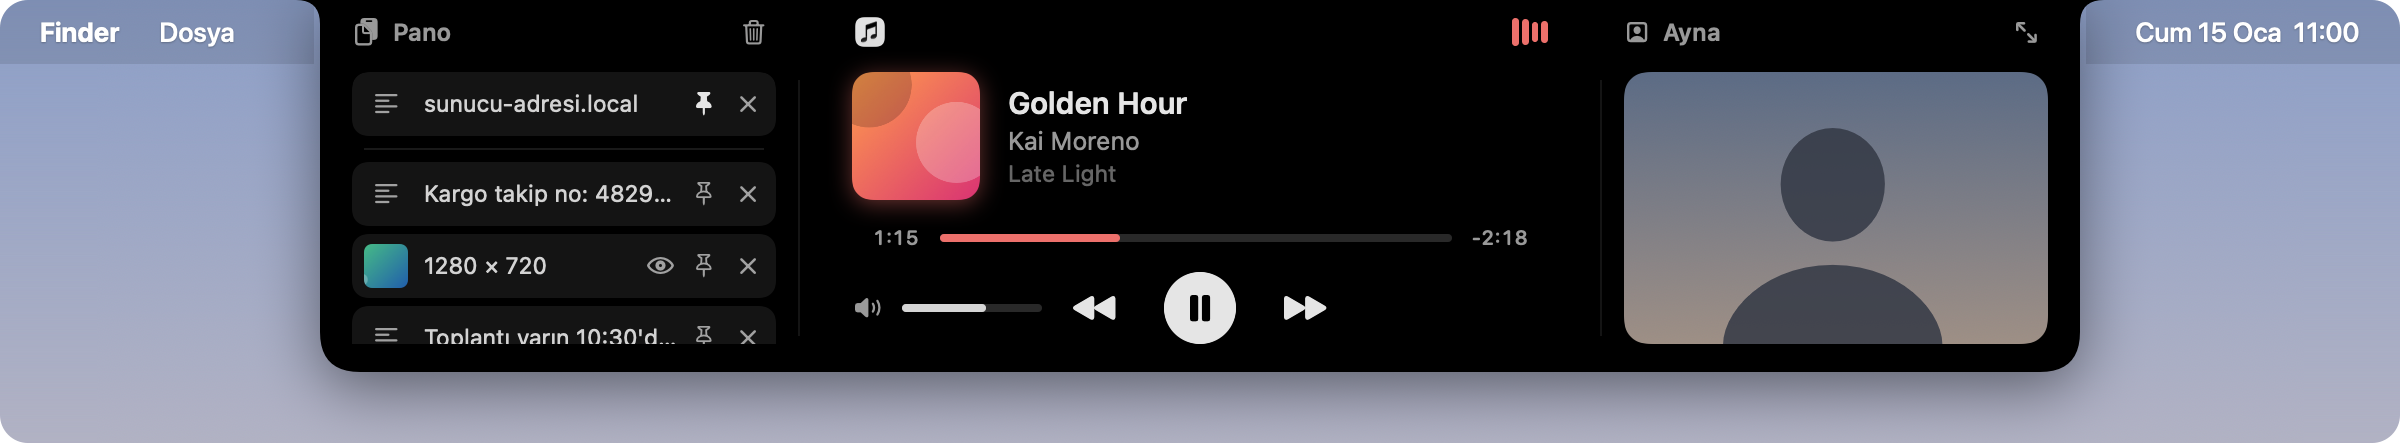 Finder Dosya
Pano
sunucu-adresi.local
Kargo takip no: 4829...
1280 × 720
Toplantı yarın 10:30'd...
Golden Hour
Kai Moreno
Late Light
1:15
-2:18
Ayna
Cum 15 Oca 11:00